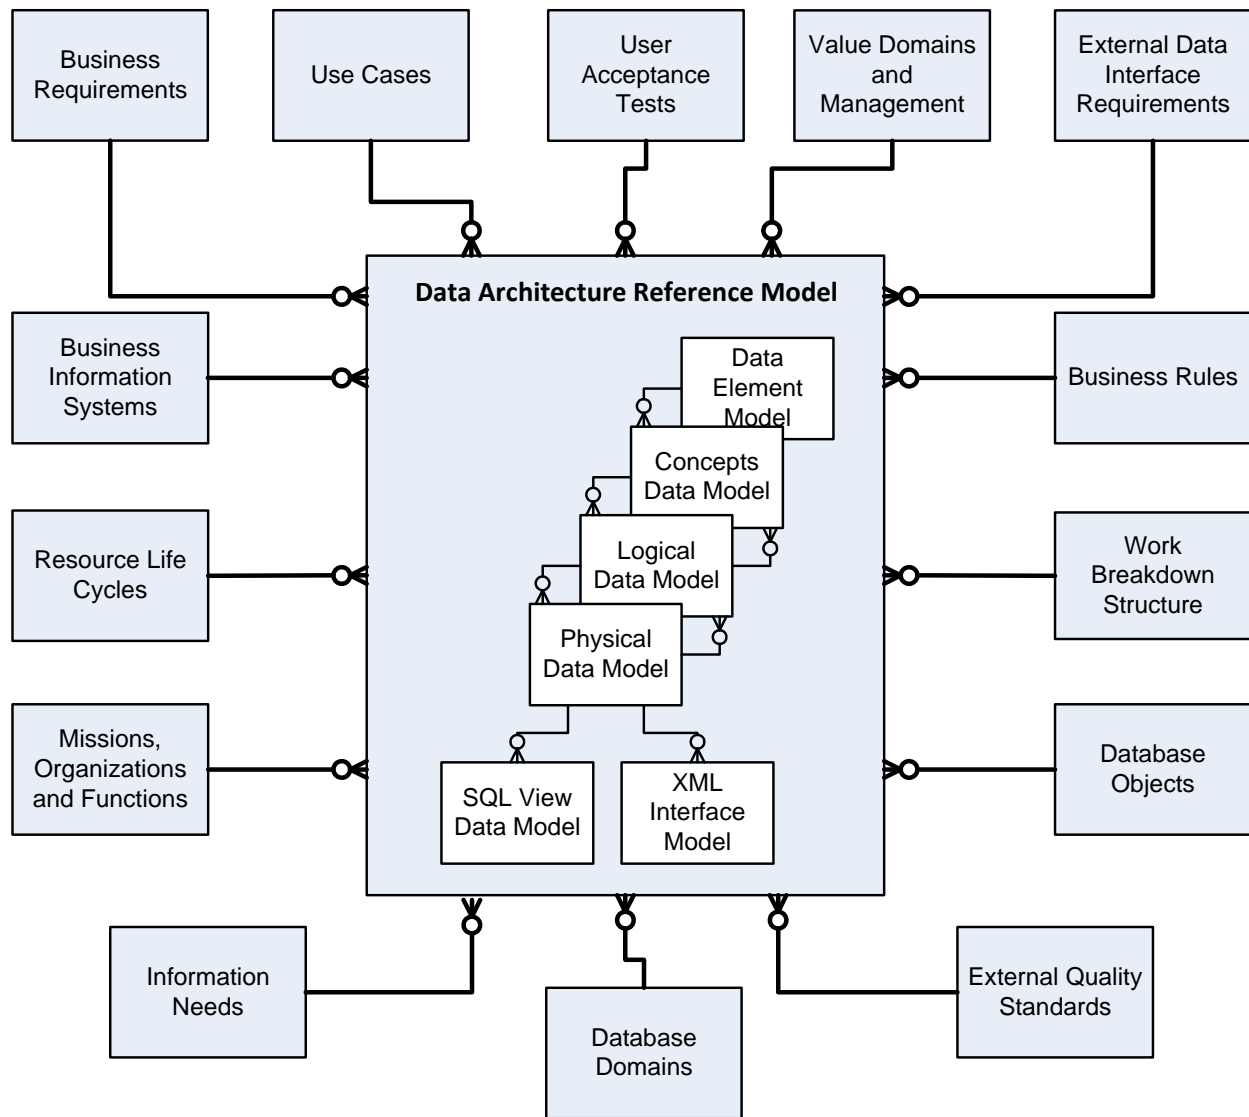 Business
Requirements
Use Cases
User
Acceptance
Tests
Value Domains
and
Management
External Data
Interface
Requirements
Data Architecture Reference Model
Business
Information
Systems
Data
Element
Model
Business Rules
Concepts
Data Model
Resource Life
Cycles
Logical
Data Model
Work
Breakdown
Structure
Physical
Data Model
Missions,
Organizations
and Functions
SQL View
Data Model
XML
Interface
Model
Database
Objects
Information
Needs
Database
Domains
External Quality
Standards